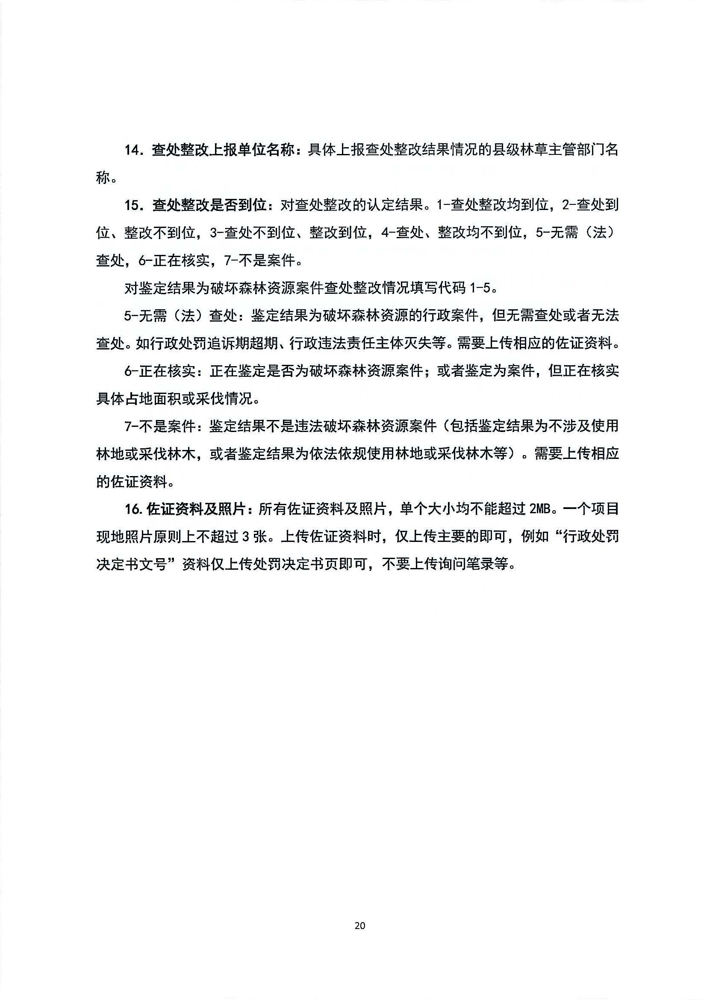 14. 查处整改上报单位名称：具体上报查处整改结果情况的县级林草主管部门名
称。
15. 查处整改是否到位：对查处整改的认定结果。1-查处整改均到位，2-查处到
位、整改不到位，3-查处不到位、整改到位，4-查处、整改均不到位，5-无需（法）
查处，6-正在核实，7-不是案件。
对鉴定结果为破坏森林资源案件查处整改情况填写代码 1-5。
5-无需（法）查处：鉴定结果为破坏森林资源的行政案件，但无需查处或者无法
查处。如行政处罚追诉期超期、行政违法责任主体灭失等。需要上传相应的佐证资料。
6-正在核实：正在鉴定是否为破坏森林资源案件；或者鉴定为案件，但正在核实
具体占地面积或采伐情况。
7-不是案件：鉴定结果不是违法破坏森林资源案件（包括鉴定结果为不涉及使用
林地或采伐林木，或者鉴定结果为依法依规使用林地或采伐林木等）。需要上传相应
的佐证资料。
16. 佐证资料及照片：所有佐证资料及照片，单个大小均不能超过 2MB。一个项目
现地照片原则上不超过 3 张。上传佐证资料时，仅上传主要的即可，例如“行政处罚
决定书文号”资料仅上传处罚决定书页即可，不要上传询问笔录等。
20